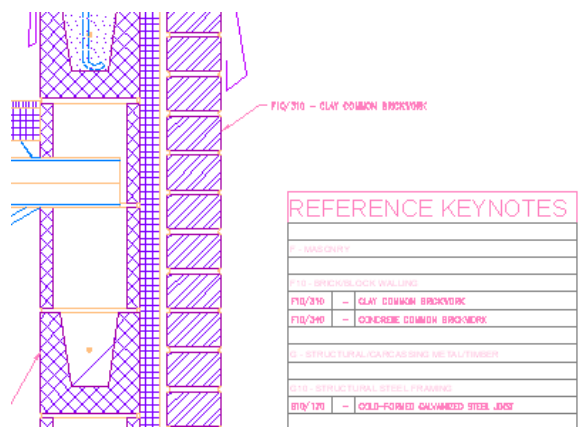 F10/310 - CLAY COMMON BRICKWORK
REFERENCE KEYNOTES
F - MASONRY
F10 - BRICK/BLOCK WALLING
F10/310 - CLAY COMMON BRICKWORK
F10/340 - CONCRETE COMMON BRICKWORK
G - STRUCTURAL/CARCASSING METAL/TIMBER
G10 - STRUCTURAL STEEL FRAMING
G10/120 - COLD-FORMED GALVANIZED STEEL JOIST